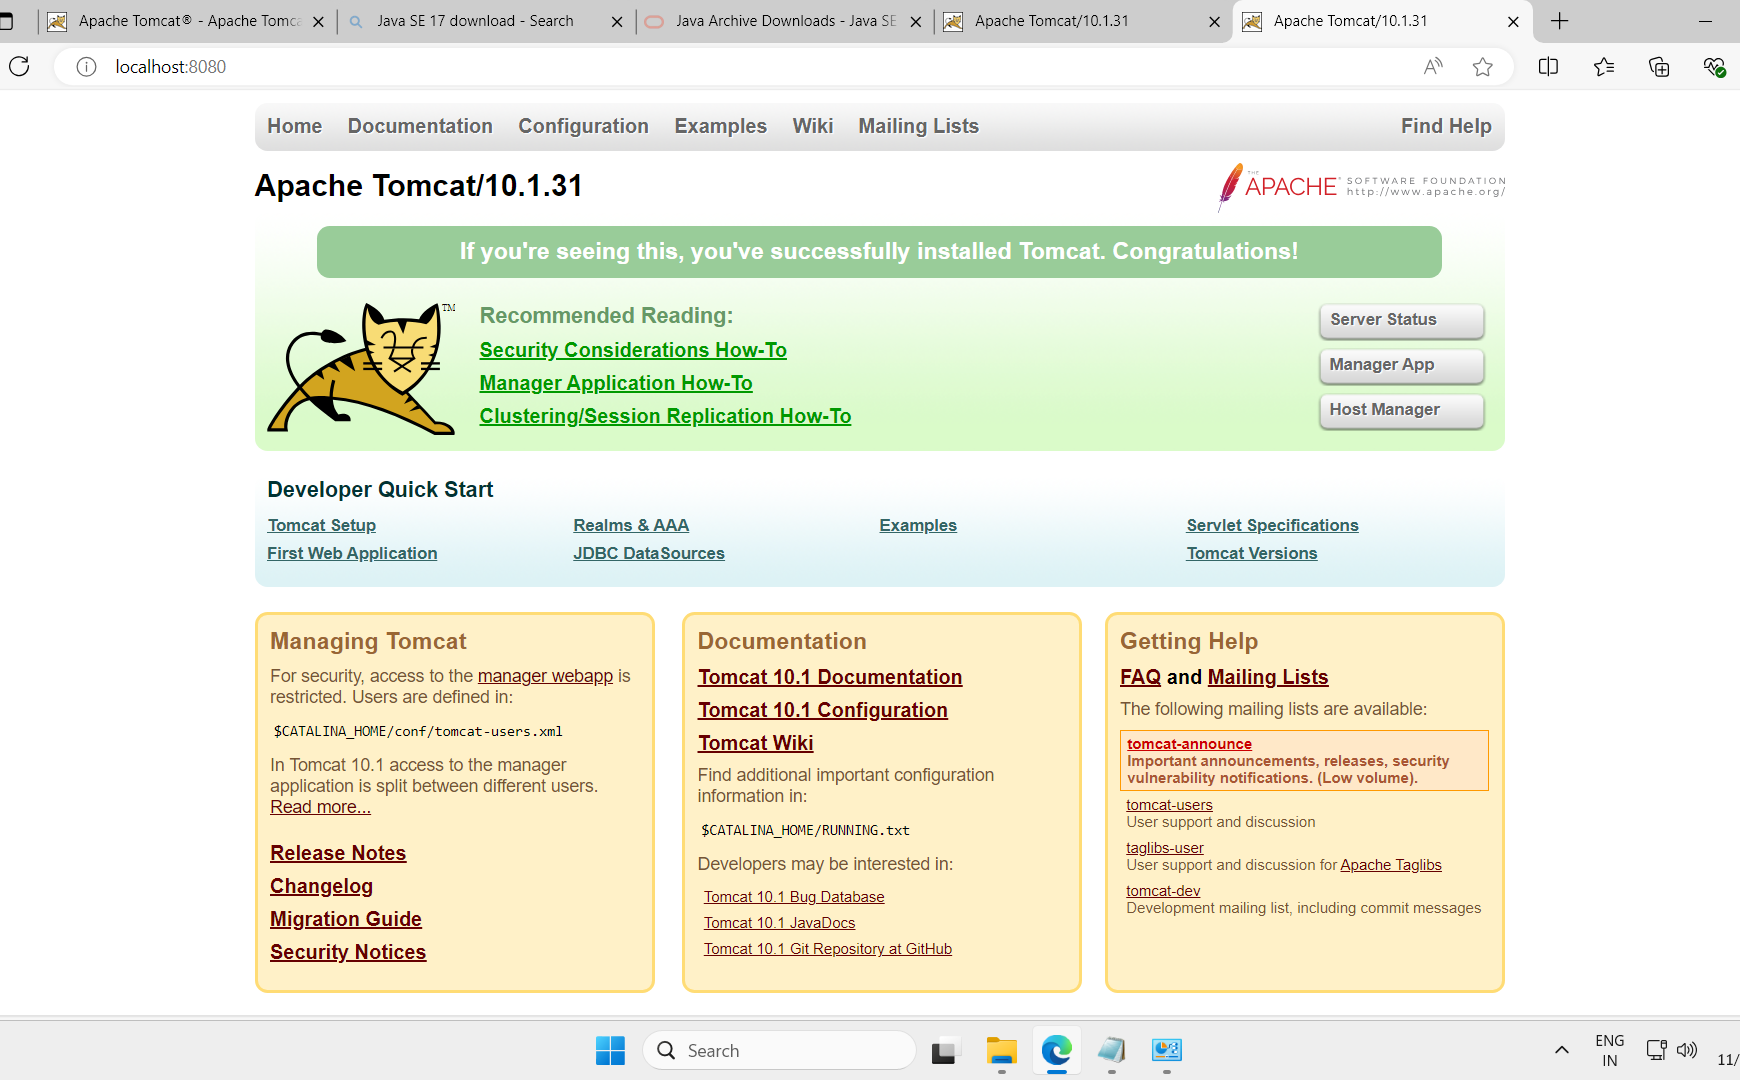 Apache Tomcat® - Apache Tomca
Java SE 17 download - Search
Java Archive Downloads - Java SE
Apache Tomcat/10.1.31
Apache Tomcat/10.1.31
localhost:8080
Home Documentation Configuration Examples Wiki Mailing Lists Find Help
Apache Tomcat/10.1.31
THE APACHE SOFTWARE FOUNDATION
http://www.apache.org/
If you're seeing this, you've successfully installed Tomcat. Congratulations!
TM
Recommended Reading:
Security Considerations How-To
Manager Application How-To
Clustering/Session Replication How-To
Server Status
Manager App
Host Manager
Developer Quick Start
Tomcat Setup
First Web Application
Realms & AAA
JDBC DataSources
Examples
Servlet Specifications
Tomcat Versions
Managing Tomcat
For security, access to the manager webapp is
restricted. Users are defined in:
$CATALINA_HOME/conf/tomcat-users.xml
In Tomcat 10.1 access to the manager
application is split between different users.
Read more...
Release Notes
Changelog
Migration Guide
Security Notices
Documentation
Tomcat 10.1 Documentation
Tomcat 10.1 Configuration
Tomcat Wiki
Find additional important configuration
information in:
$CATALINA_HOME/RUNNING.txt
Developers may be interested in:
Tomcat 10.1 Bug Database
Tomcat 10.1 JavaDocs
Tomcat 10.1 Git Repository at GitHub
Getting Help
FAQ and Mailing Lists
The following mailing lists are available:
tomcat-announce
Important announcements, releases, security
vulnerability notifications. (Low volume).
tomcat-users
User support and discussion
taglibs-user
User support and discussion for Apache Taglibs
tomcat-dev
Development mailing list, including commit messages
Search
ENG
IN
11/